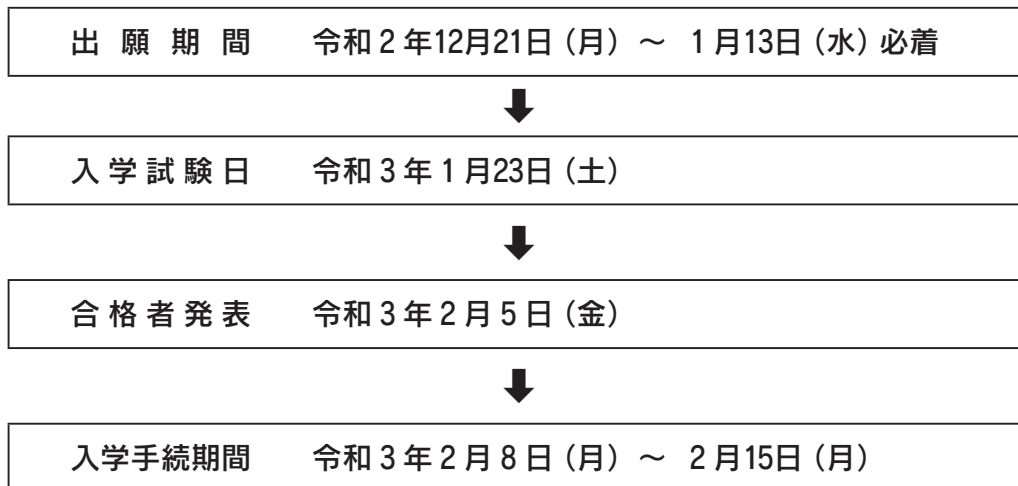 出願期間 令和2年12月21日（月）～ 1月13日（水）必着
入学試験日 令和3年1月23日（土）
合格者発表 令和3年2月5日（金）
入学手続期間 令和3年2月8日（月）～ 2月15日（月）